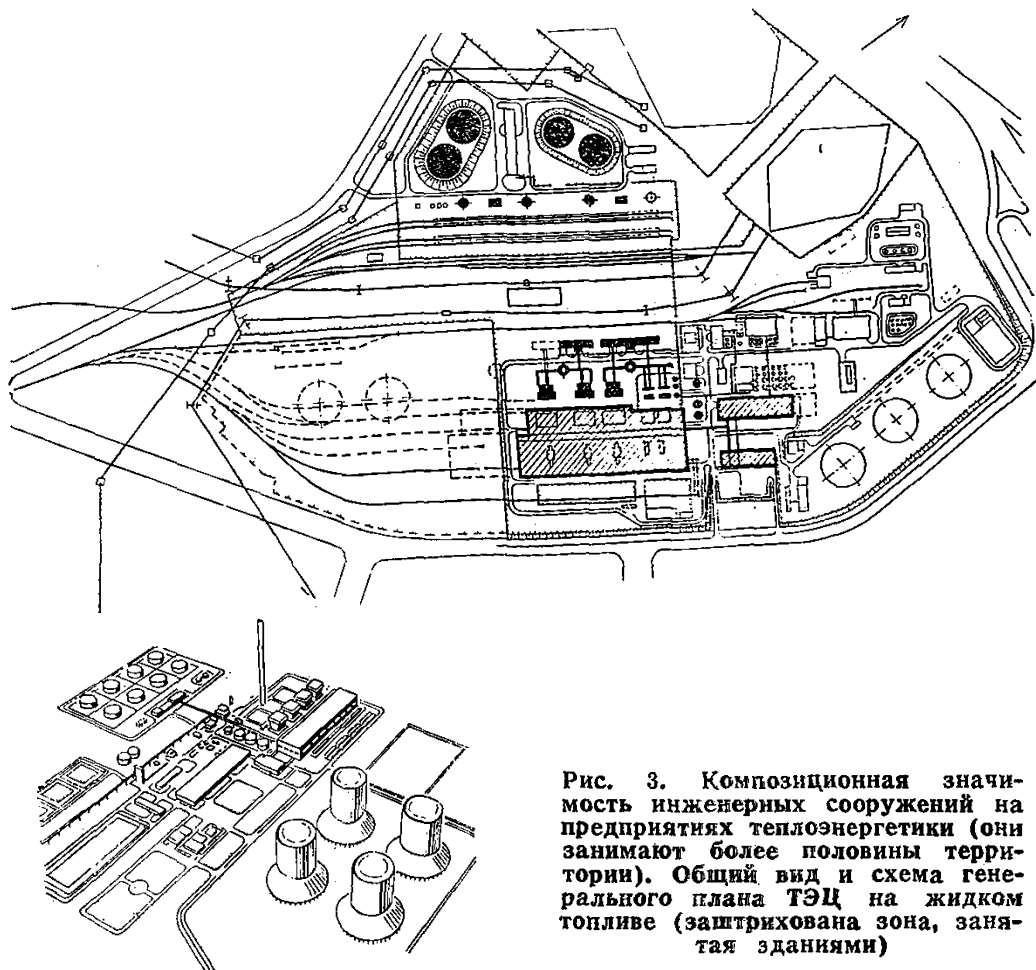 Рис. 3. Композиционная значи-
мость инженерных сооружений на
предприятиях теплоэнергетики (они
занимают более половины терри-
тории). Общий вид и схема гене-
рального плана ТЭЦ на жидком
топливе (заштрихована зона, заня-
тая зданиями)